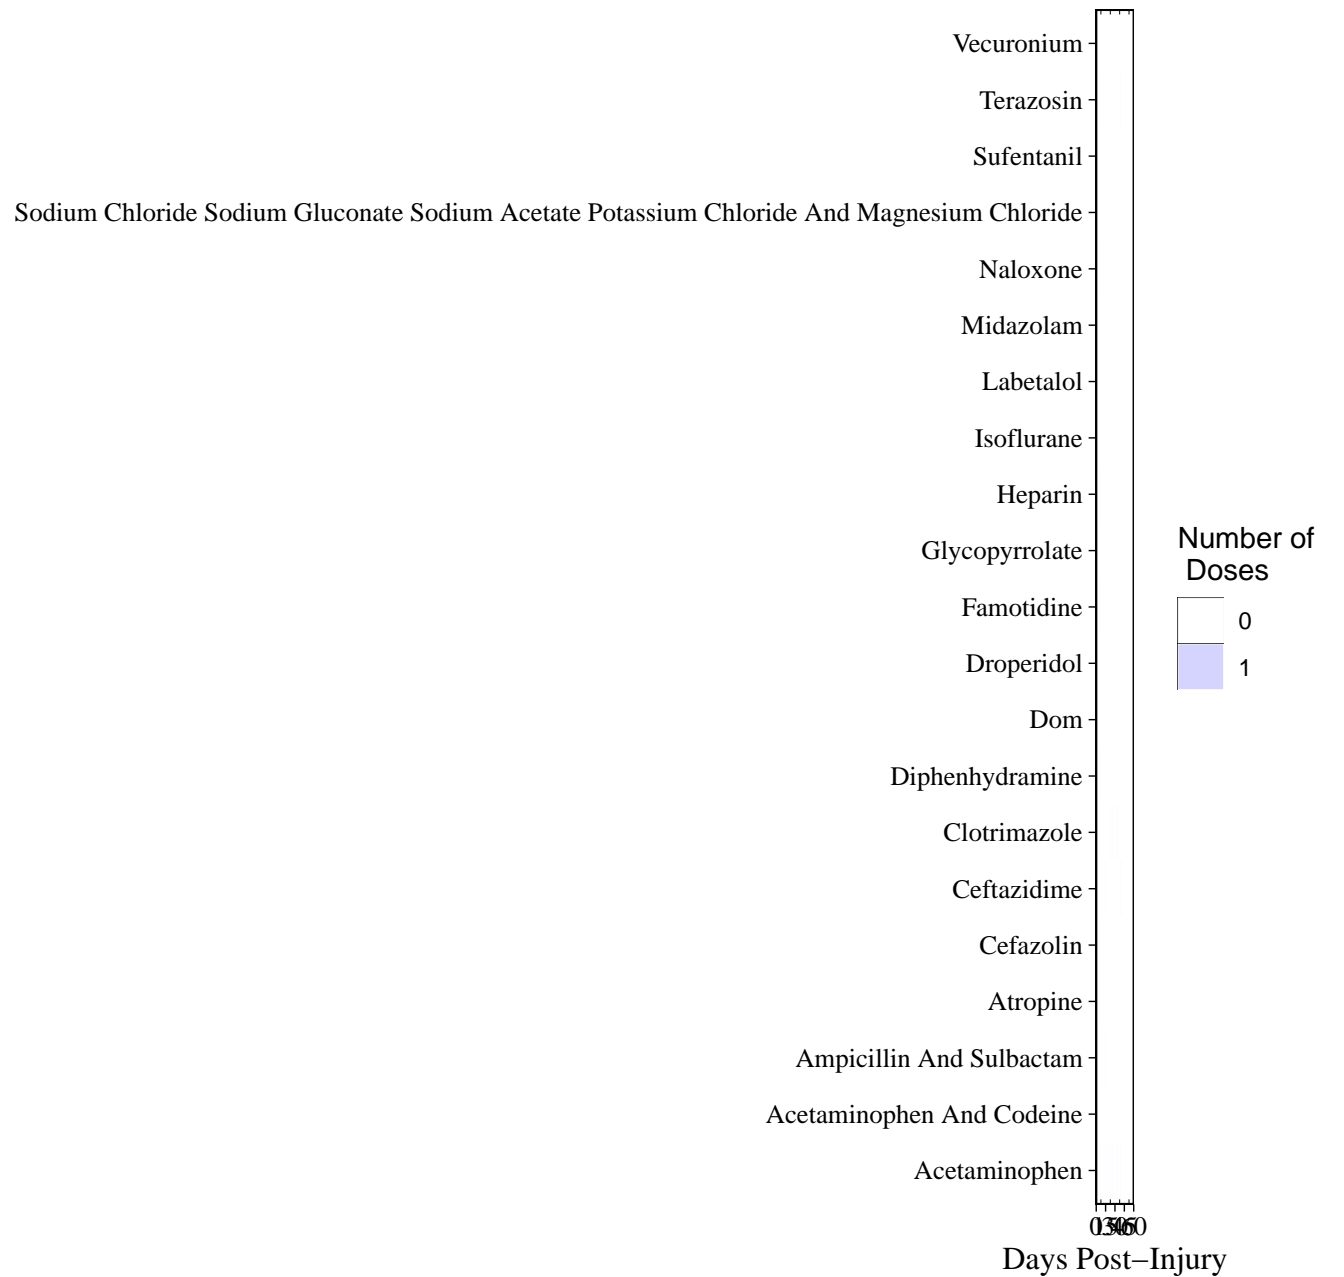 Vecuronium
Terazosin
Sufentanil
Sodium Chloride Sodium Gluconate Sodium Acetate Potassium Chloride And Magnesium Chloride
Naloxone
Midazolam
Labetalol
Isoflurane
Heparin
Glycopyrrolate
Famotidine
Droperidol
Dom
Diphenhydramine
Clotrimazole
Ceftazidime
Cefazolin
Atropine
Ampicillin And Sulbactam
Acetaminophen And Codeine
Acetaminophen
Days Post−Injury
Number of
Doses
0
1